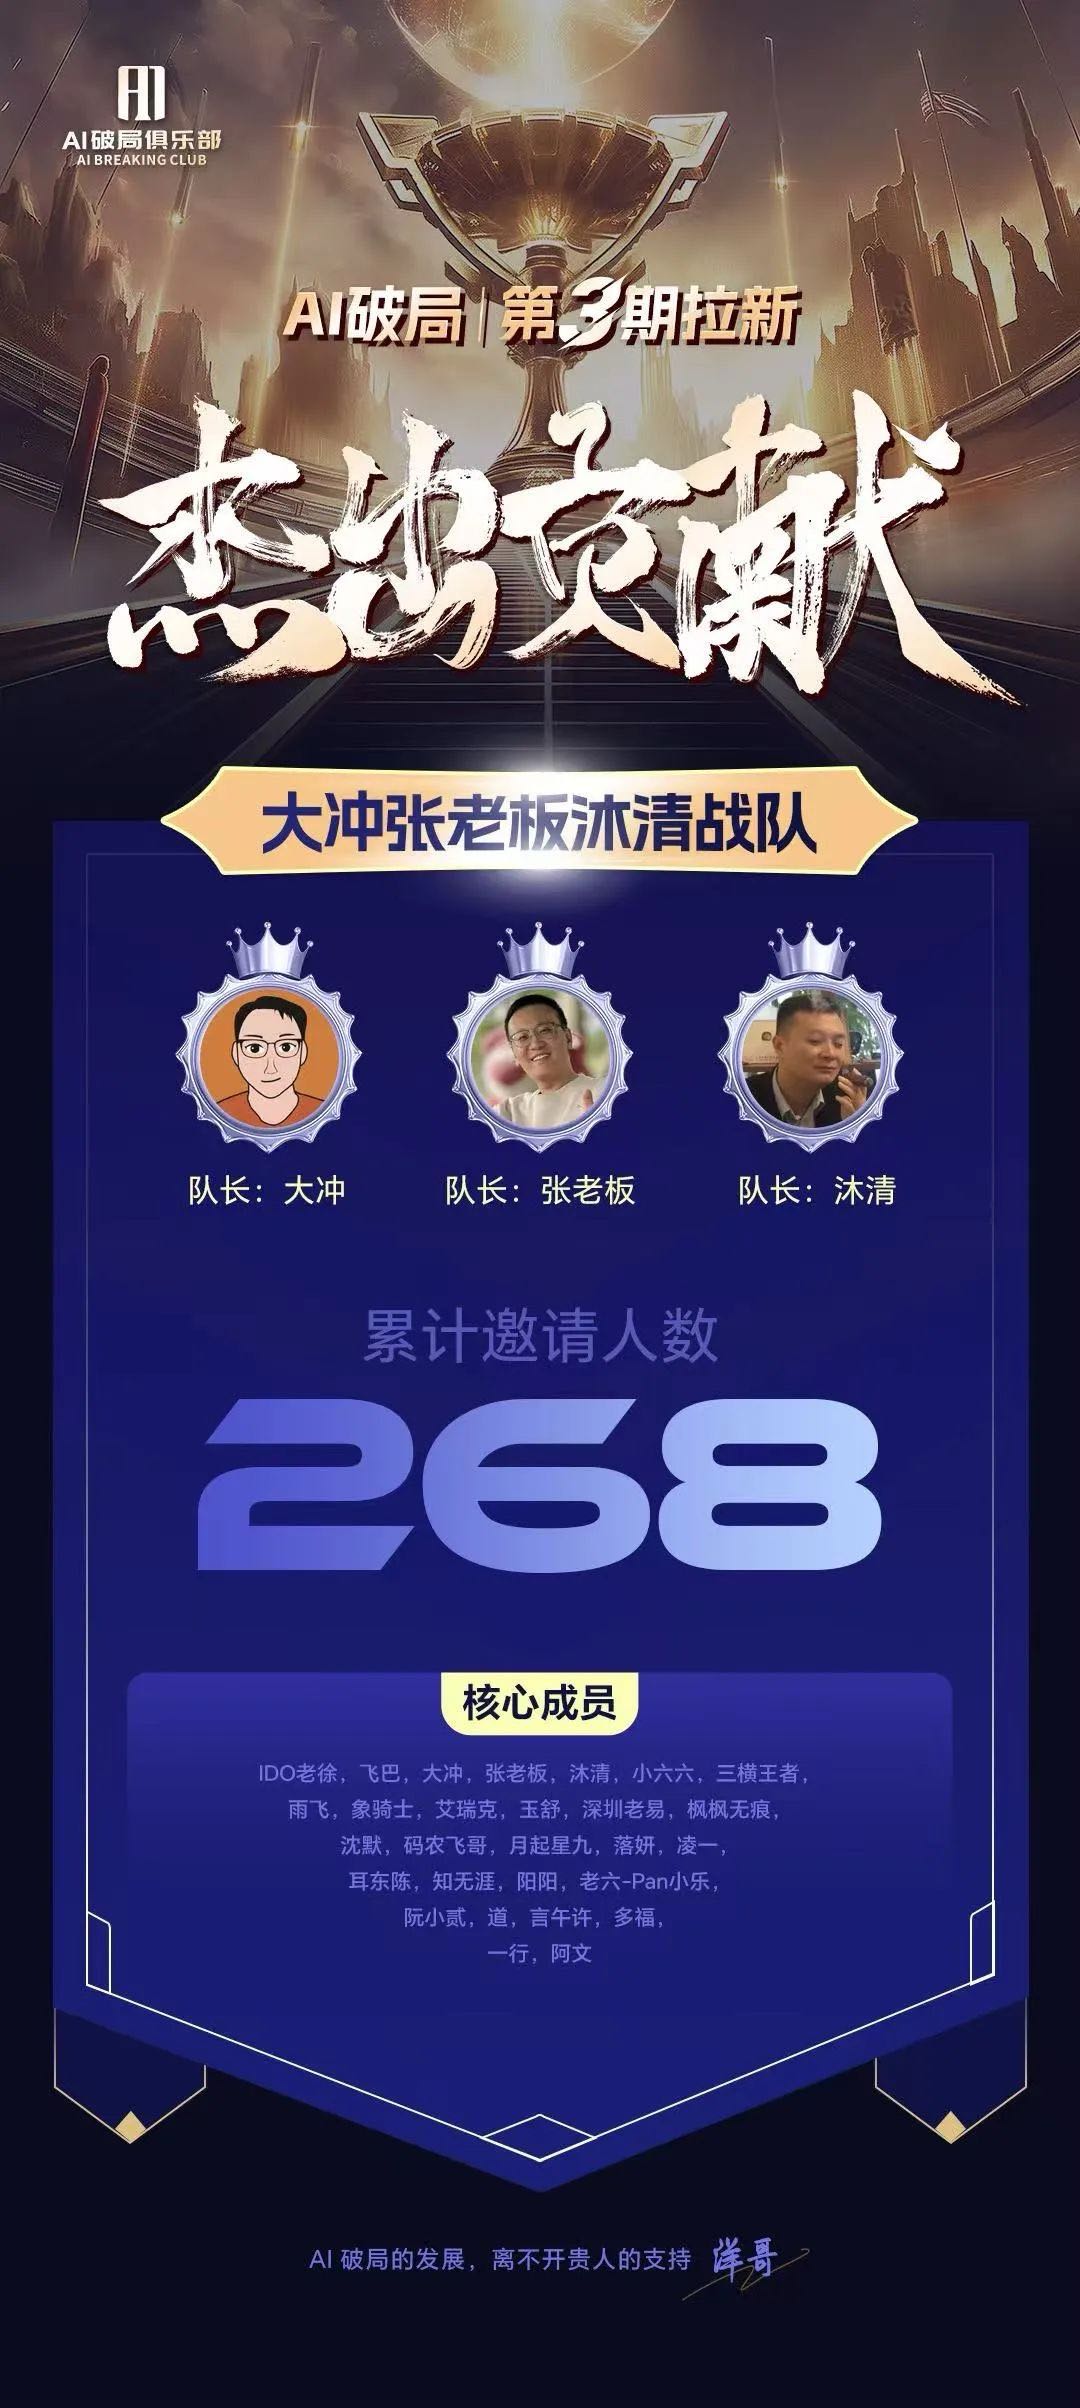 AI破局俱乐部
AI BREAKING CLUB
AI破局|第3期拉新
杰出贡献
大冲张老板沐清战队
队长：大冲
队长：张老板
队长：沐清
累计邀请人数
268
核心成员
IDO老徐，飞巴，大冲，张老板，沐清，小六六，三横王者，
雨飞，象骑士，艾瑞克，玉舒，深圳老易，枫枫无痕，
沈默，码农飞哥，月起星九，落妍，凌一，
耳东陈，知无涯，阳阳，老六-Pan小乐，
阮小贰，道，言午许，多福，
一行，阿文
AI 破局的发展，离不开贵人的支持 洋哥